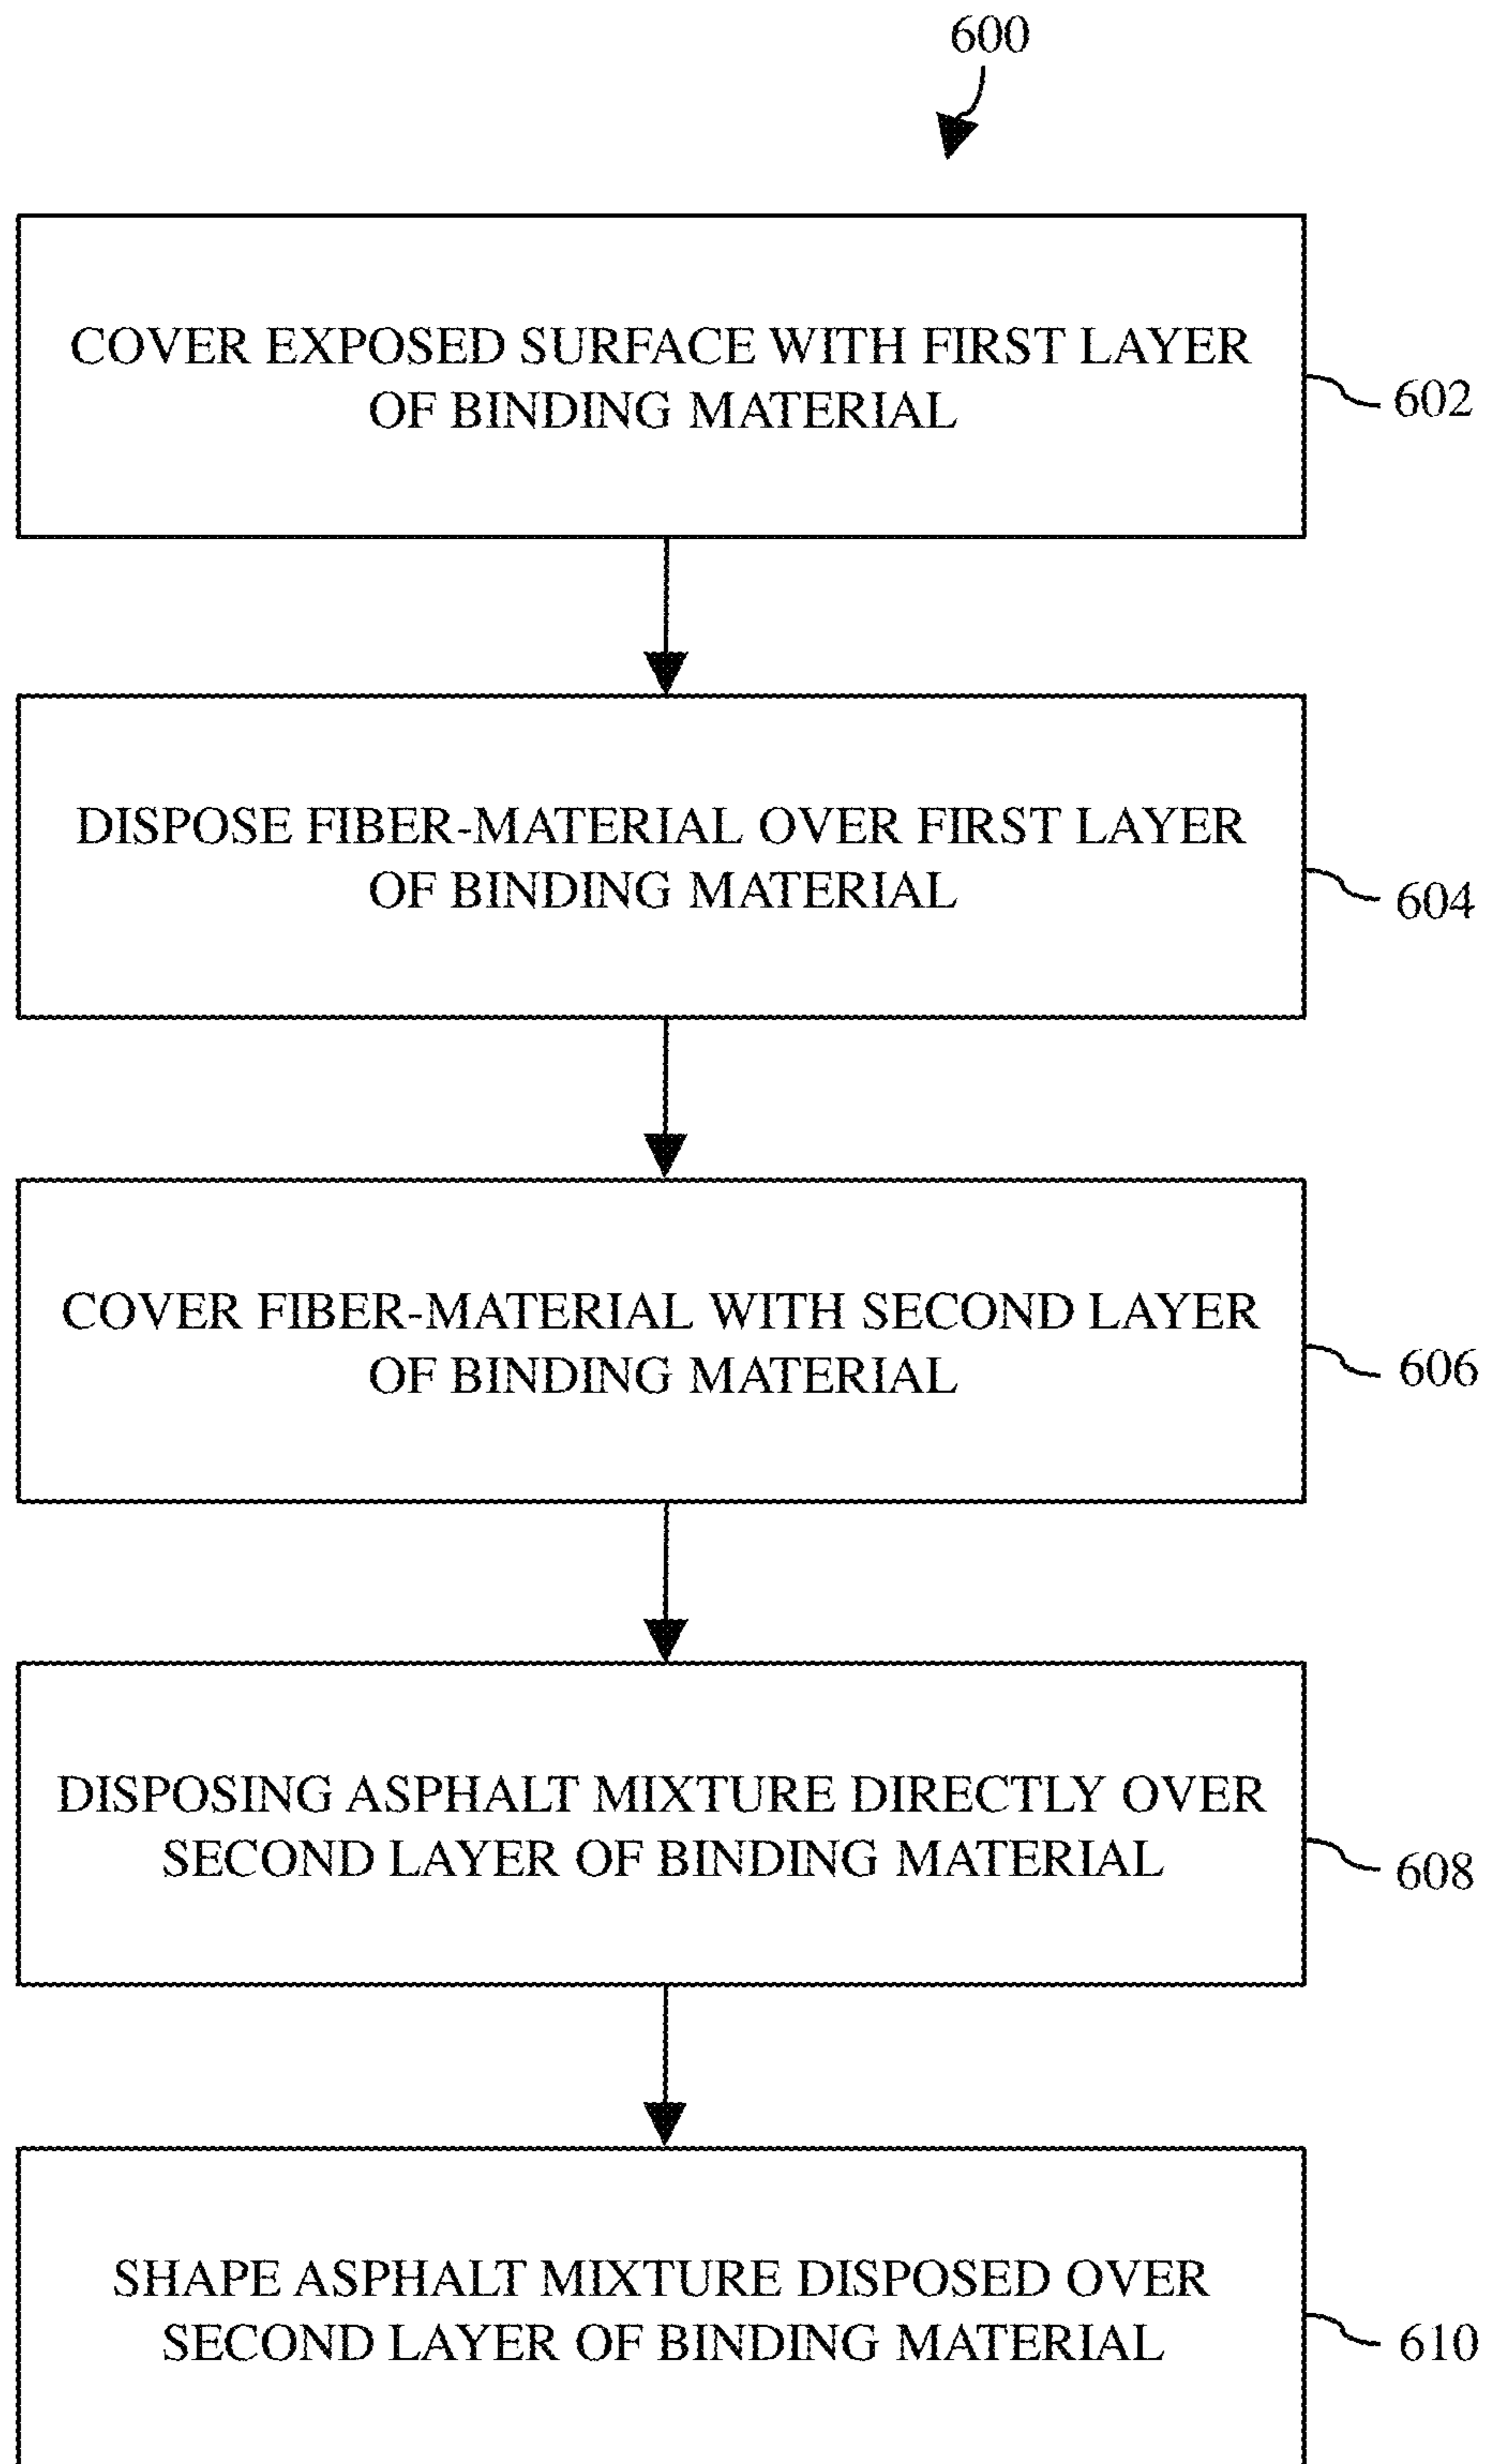 600
COVER EXPOSED SURFACE WITH FIRST LAYER
OF BINDING MATERIAL
602
DISPOSE FIBER-MATERIAL OVER FIRST LAYER
OF BINDING MATERIAL
604
COVER FIBER-MATERIAL WITH SECOND LAYER
OF BINDING MATERIAL
606
DISPOSING ASPHALT MIXTURE DIRECTLY OVER
SECOND LAYER OF BINDING MATERIAL
608
SHAPE ASPHALT MIXTURE DISPOSED OVER
SECOND LAYER OF BINDING MATERIAL
610